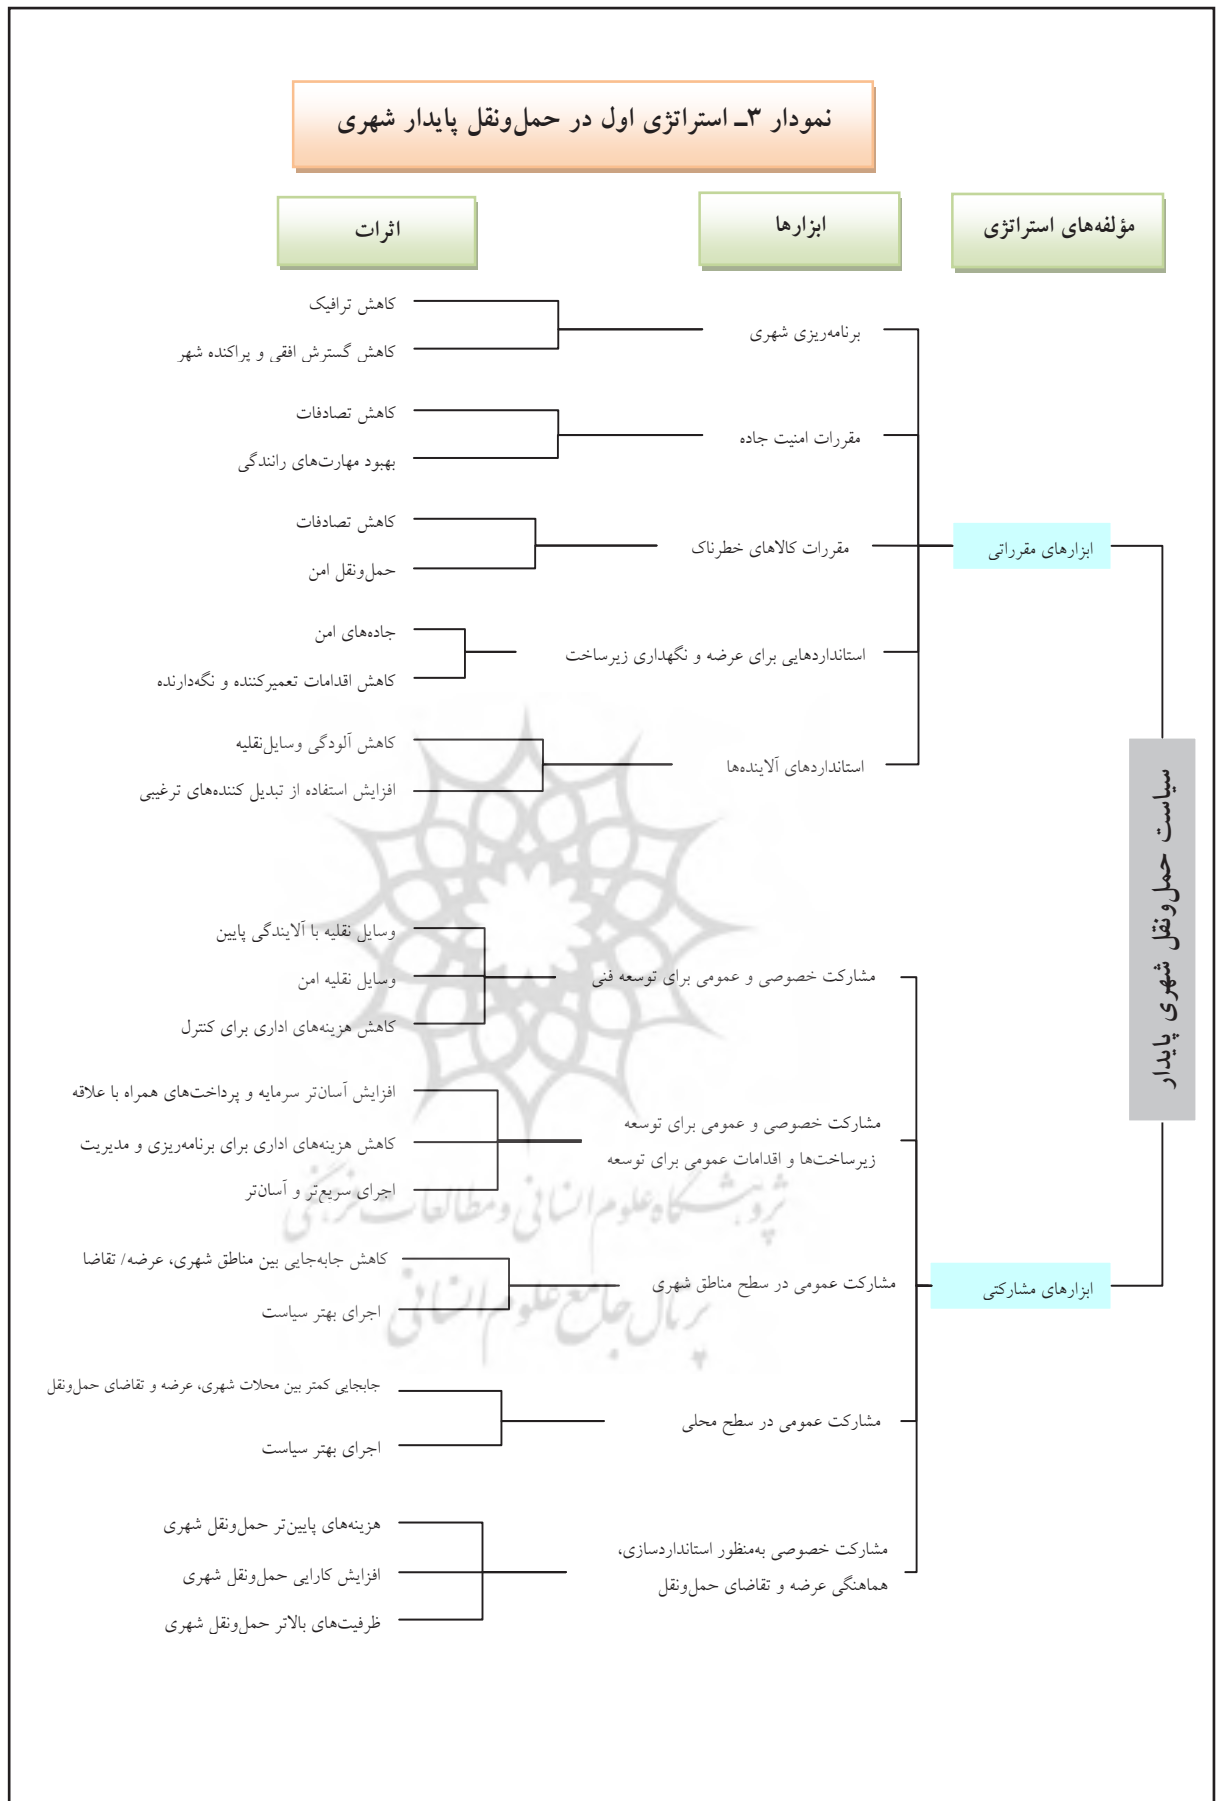 نمودار ۳ـ استراتژی اول در حمل‌ونقل پایدار شهری
مؤلفه‌های استراتژی
ابزارها
اثرات
سیاست حمل‌ونقل شهری پایدار
ابزارهای مقرراتی
برنامه‌ریزی شهری
کاهش ترافیک
کاهش گسترش افقی و پراکنده شهر
مقررات امنیت جاده
کاهش تصادفات
بهبود مهارت‌های رانندگی
مقررات کالاهای خطرناک
کاهش تصادفات
حمل‌ونقل امن
استانداردهایی برای عرضه و نگهداری زیرساخت
جاده‌های امن
کاهش اقدامات تعمیرکننده و نگه‌دارنده
استانداردهای آلاینده‌ها
کاهش آلودگی وسایل‌نقلیه
افزایش استفاده از تبدیل کننده‌های ترغیبی
ابزارهای مشارکتی
مشارکت خصوصی و عمومی برای توسعه فنی
وسایل نقلیه با آلایندگی پایین
وسایل نقلیه امن
کاهش هزینه‌های اداری برای کنترل
مشارکت خصوصی و عمومی برای توسعه
زیرساخت‌ها و اقدامات عمومی برای توسعه
افزایش آسان‌تر سرمایه و پرداخت‌های همراه با علاقه
کاهش هزینه‌های اداری برای برنامه‌ریزی و مدیریت
اجرای سریع‌تر و آسان‌تر
مشارکت عمومی در سطح مناطق شهری
کاهش جابه‌جایی بین مناطق شهری، عرضه/ تقاضا
اجرای بهتر سیاست
مشارکت عمومی در سطح محلی
جابجایی کمتر بین محلات شهری، عرضه و تقاضای حمل‌ونقل
اجرای بهتر سیاست
مشارکت خصوصی به‌منظور استانداردسازی،
هماهنگی عرضه و تقاضای حمل‌ونقل
هزینه‌های پایین‌تر حمل‌ونقل شهری
افزایش کارایی حمل‌ونقل شهری
ظرفیت‌های بالاتر حمل‌ونقل شهری
پژوهشگاه علوم انسانی و مطالعات فرهنگی
پرتال جامع علوم انسانی